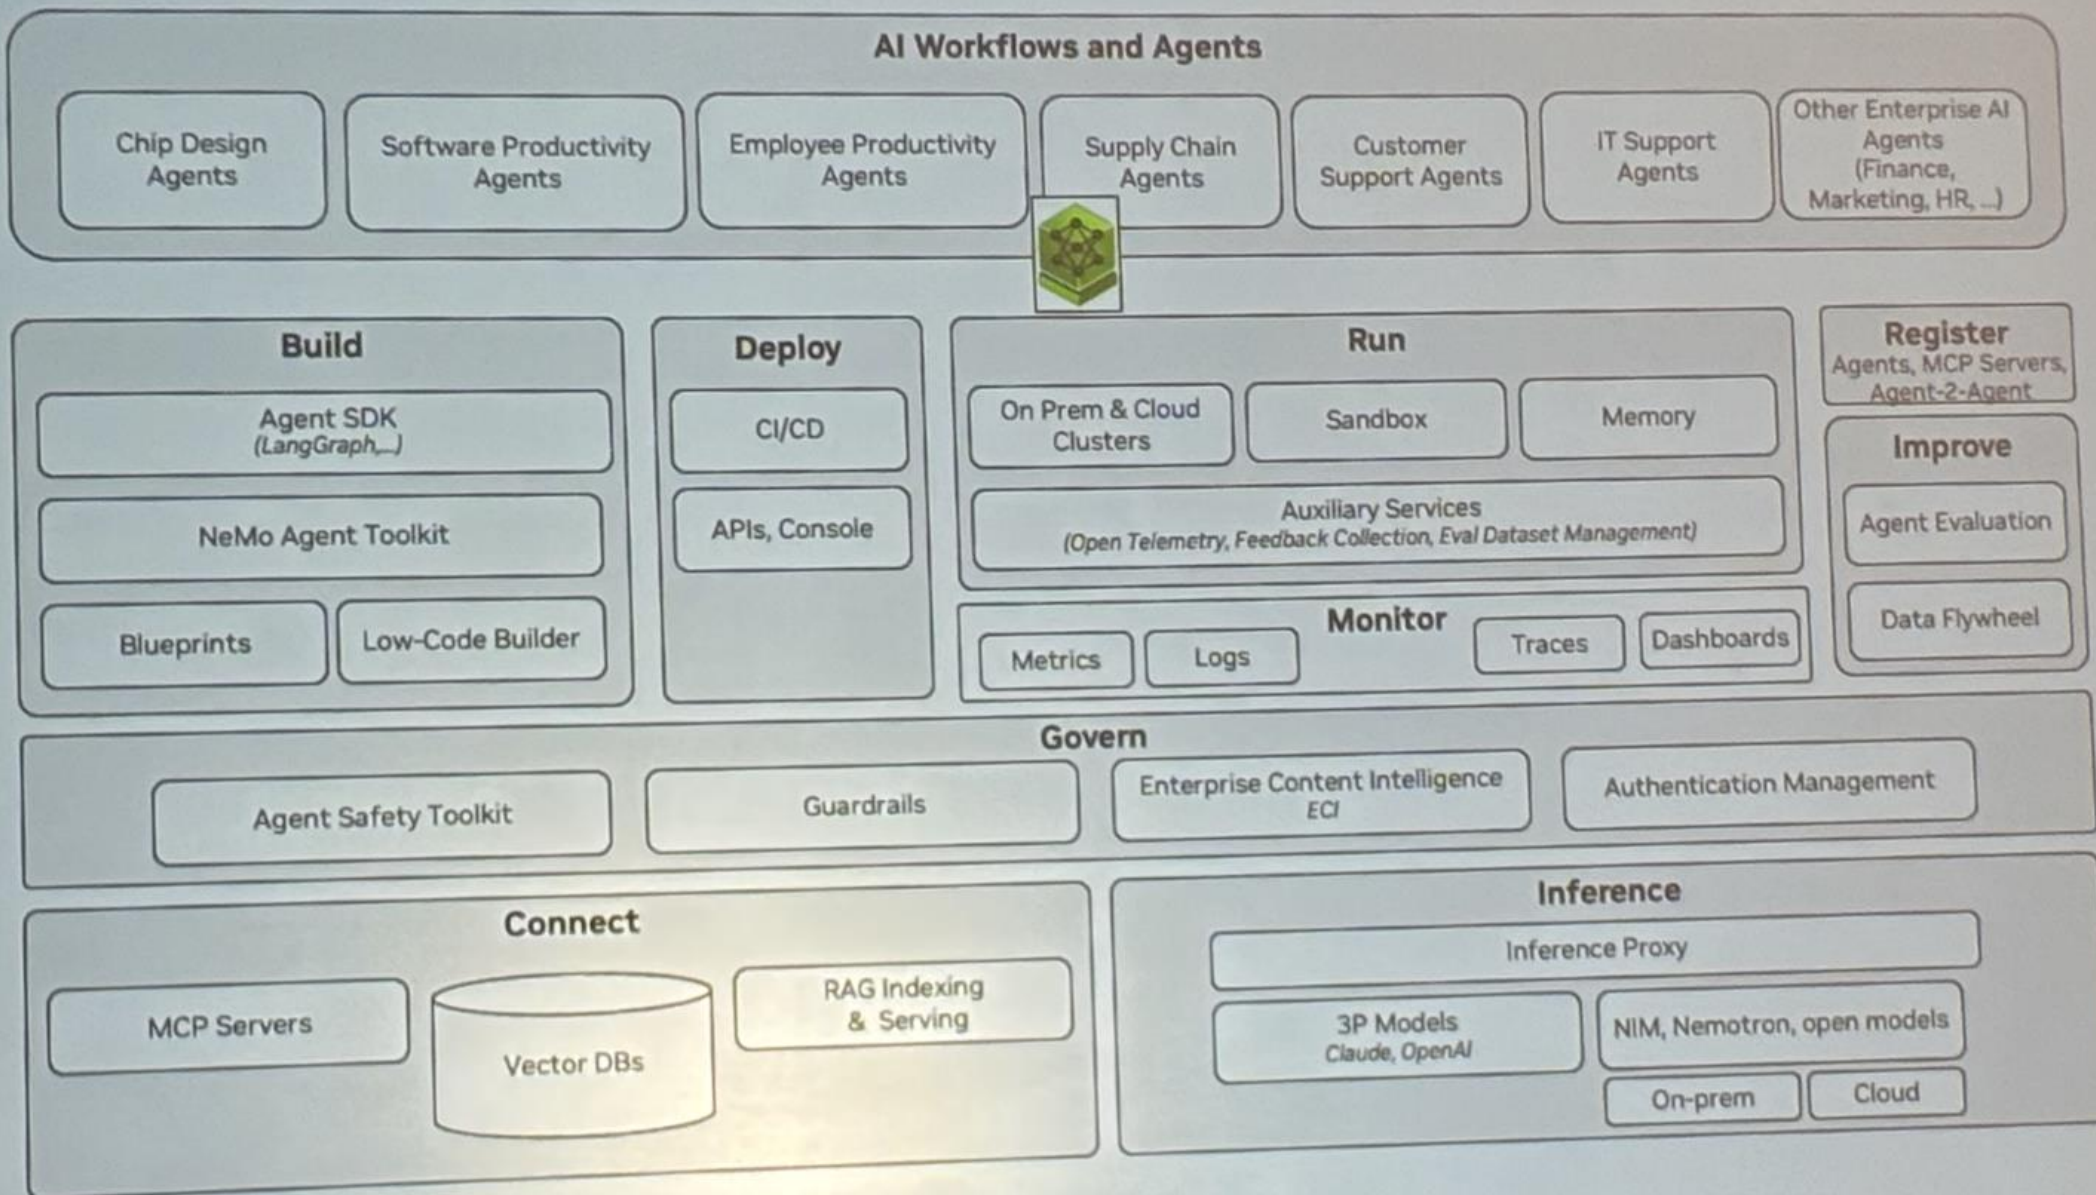 AI Workflows and Agents
Chip Design
Agents
Software Productivity
Agents
Employee Productivity
Agents
Supply Chain
Agents
Customer
Support Agents
IT Support
Agents
Other Enterprise AI
Agents
(Finance,
Marketing, HR, ...)
Build
Agent SDK
(LangGraph,...)
NeMo Agent Toolkit
Blueprints
Low-Code Builder
Deploy
CI/CD
APIs, Console
Run
On Prem & Cloud
Clusters
Sandbox
Memory
Auxiliary Services
(Open Telemetry, Feedback Collection, Eval Dataset Management)
Monitor
Metrics
Logs
Traces
Dashboards
Register
Agents, MCP Servers,
Agent-2-Agent
Improve
Agent Evaluation
Data Flywheel
Govern
Agent Safety Toolkit
Guardrails
Enterprise Content Intelligence
ECI
Authentication Management
Connect
MCP Servers
Vector DBs
RAG Indexing
& Serving
Inference
Inference Proxy
3P Models
Claude, OpenAI
NIM, Nemotron, open models
On-prem
Cloud